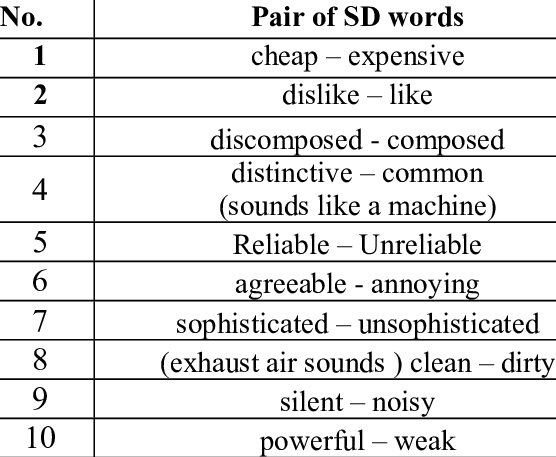 No. Pair of SD words
1 cheap – expensive
2 dislike – like
3 discomposed - composed
4 distinctive – common
(sounds like a machine)
5 Reliable – Unreliable
6 agreeable - annoying
7 sophisticated – unsophisticated
8 (exhaust air sounds ) clean – dirty
9 silent – noisy
10 powerful – weak